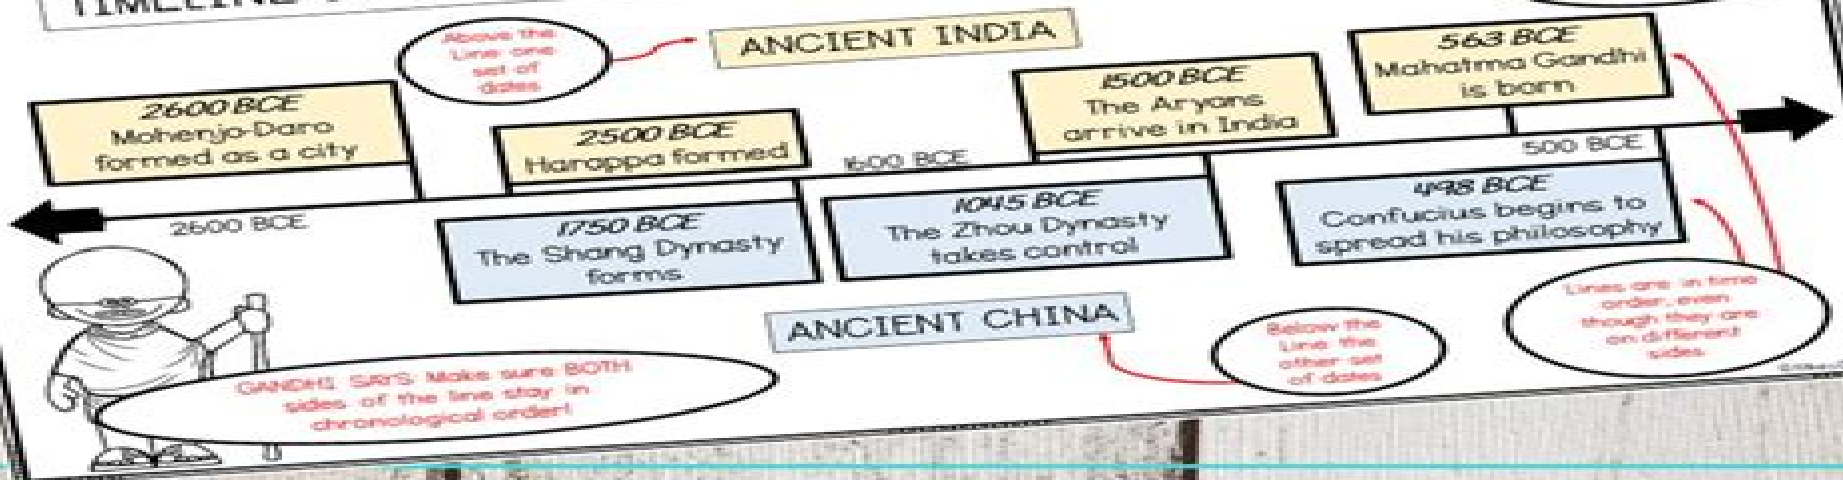 TIMELINE
Above the
Line one
set of
dates
ANCIENT INDIA
2600 BCE
Mohenjo-Daro
formed as a city
2500 BCE
Harappa formed
1500 BCE
The Aryans
arrive in India
563 BCE
Mahatma Gandhi
is born
1600 BCE
500 BCE
2600 BCE
1750 BCE
The Shang Dynasty
forms
1045 BCE
The Zhou Dynasty
takes control
498 BCE
Confucius begins to
spread his philosophy
ANCIENT CHINA
Below the
Line the
other set
of dates
Lines are in time
order, even
though they are
on different
sides
GANDHI SAYS: Make sure BOTH
sides of the line stay in
chronological order!